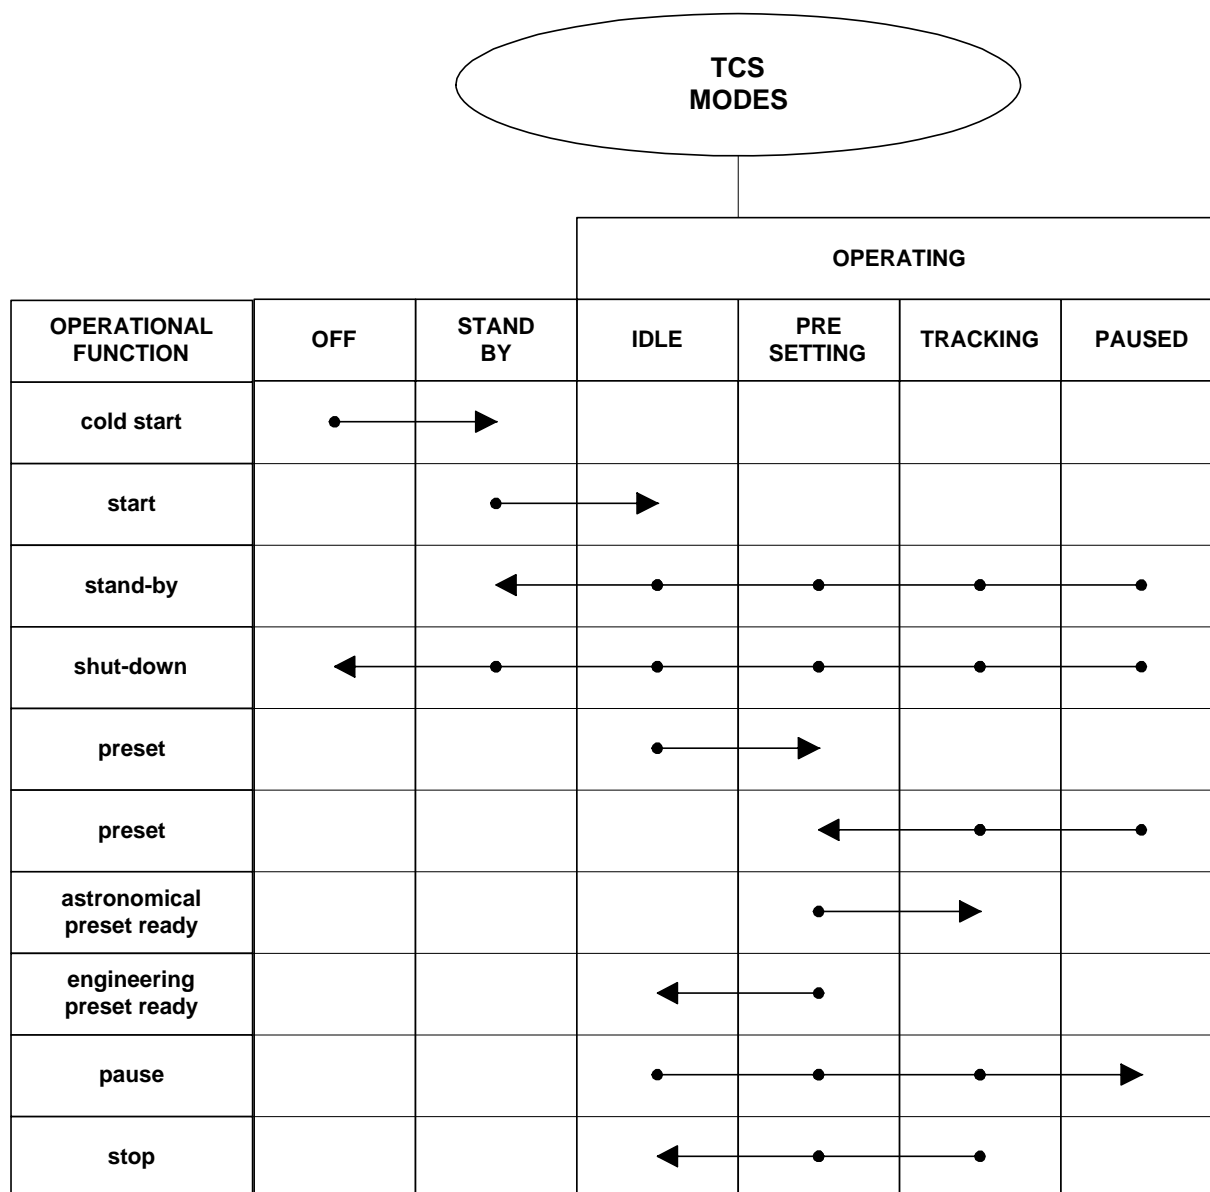 TCS
MODES
OPERATING
OPERATIONAL
FUNCTION
OFF
STAND
BY
IDLE
PRE
SETTING
TRACKING
PAUSED
cold start
start
stand-by
shut-down
preset
preset
astronomical
preset ready
engineering
preset ready
pause
stop